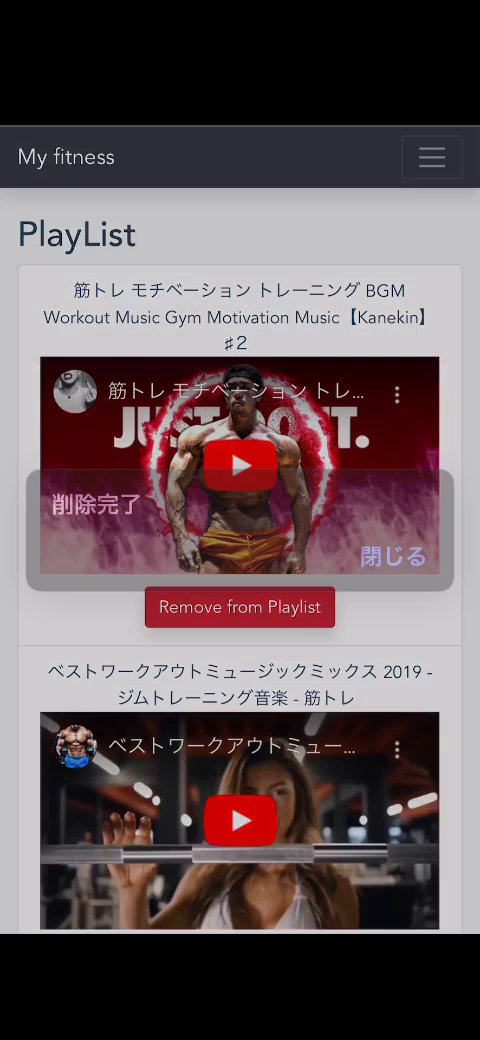 My fitness
PlayList
筋トレ モチベーション トレーニング BGM
Workout Music Gym Motivation Music【Kanekin】
♯2
筋トレ モチベーション トレ...
削除完了
閉じる
Remove from Playlist
ベストワークアウトミュージックミックス 2019 -
ジムトレーニング音楽 - 筋トレ
ベストワークアウトミュー...